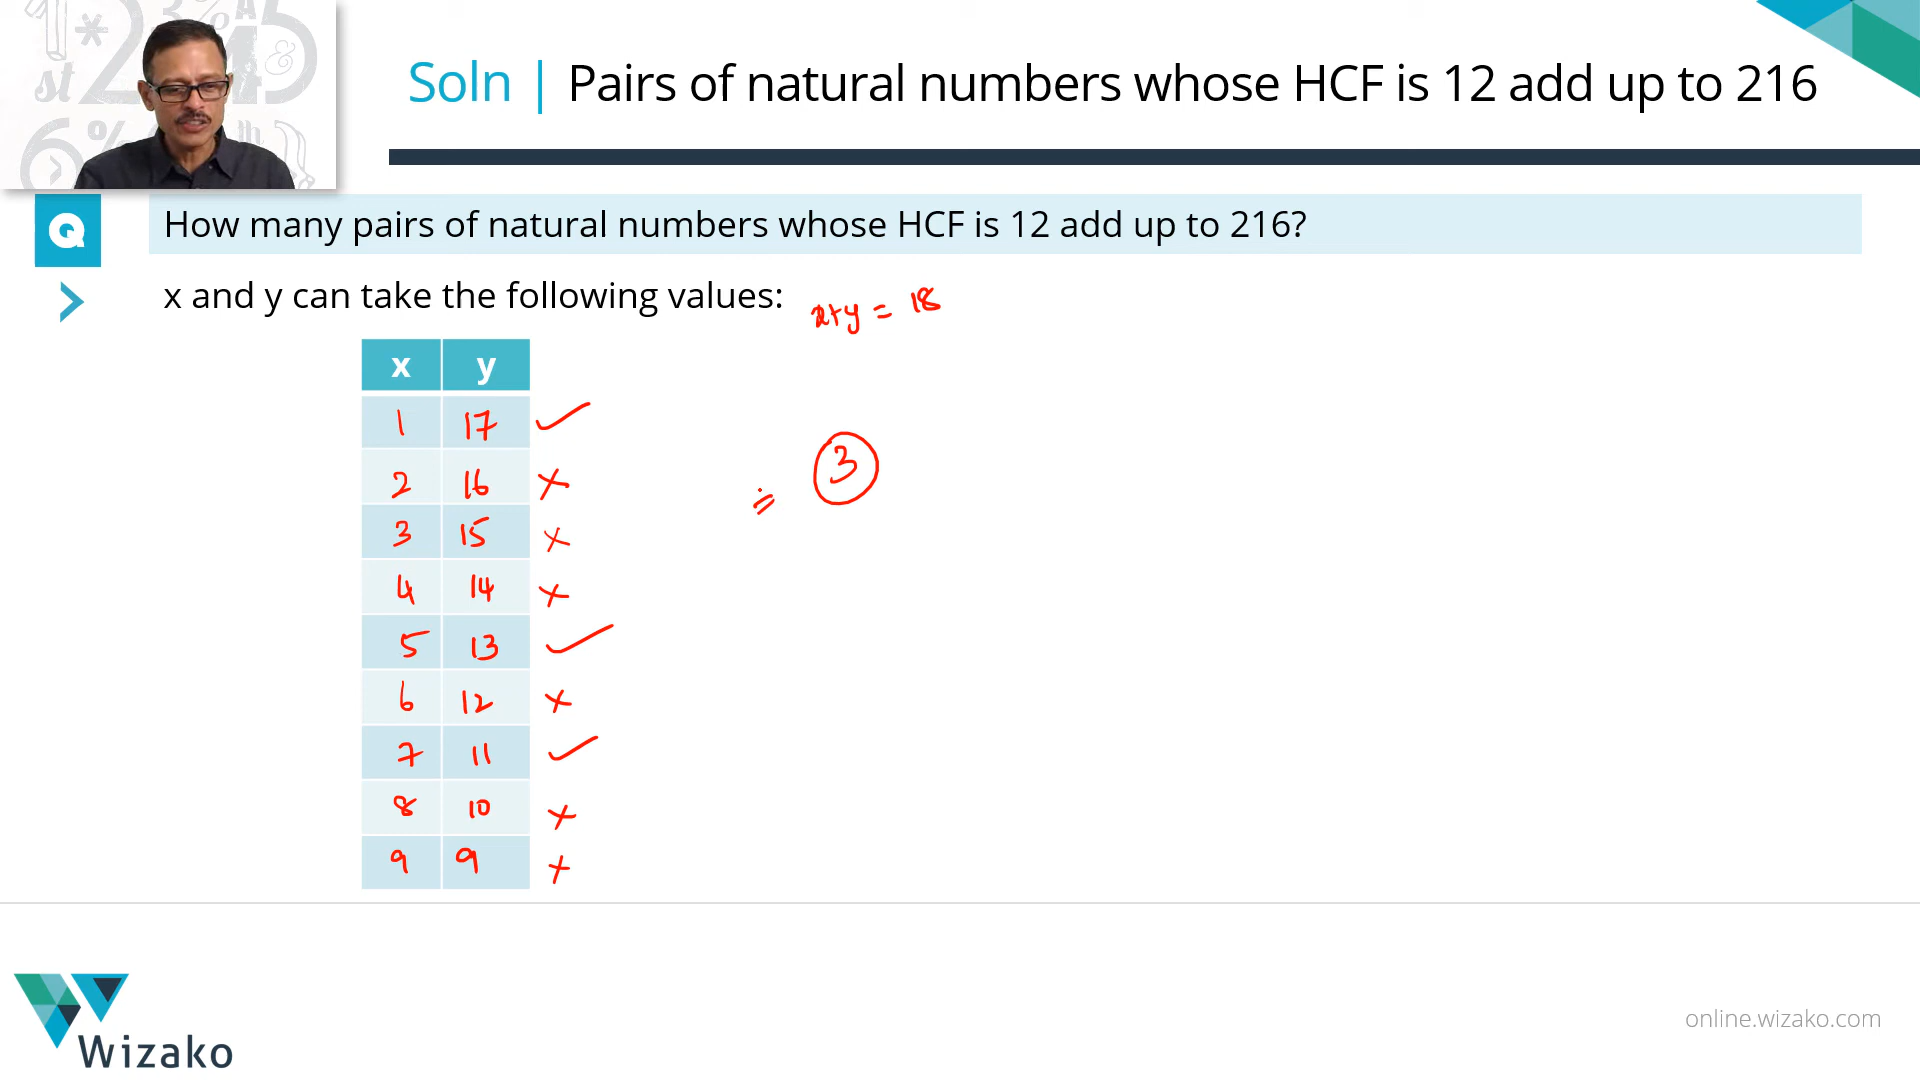 Soln | Pairs of natural numbers whose HCF is 12 add up to 216
Q
How many pairs of natural numbers whose HCF is 12 add up to 216?
x and y can take the following values:
x+y = 18
x y
1 17 ✓
2 16 ×
3 15 ×
4 14 ×
5 13 ✓
6 12 ×
7 11 ✓
8 10 ×
9 9 ×
= 3
Wizako
online.wizako.com